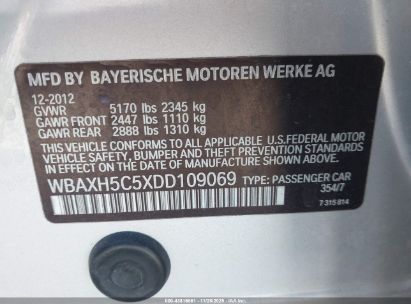 MFD BY BAYERISCHE MOTOREN WERKE AG
12-2012
GVWR 5170 lbs 2345 kg
GAWR FRONT 2447 lbs 1110 kg
GAWR REAR 2888 lbs 1310 kg
THIS VEHICLE CONFORMS TO ALL APPLICABLE U.S.FEDERAL MOTOR
VEHICLE SAFETY, BUMPER, AND THEFT PREVENTION STANDARDS
IN EFFECT ON THE DATE OF MANUFACTURE SHOWN ABOVE.
WBAXH5C5XDD109069 TYPE: PASSENGER CAR
354/7
7 315 814